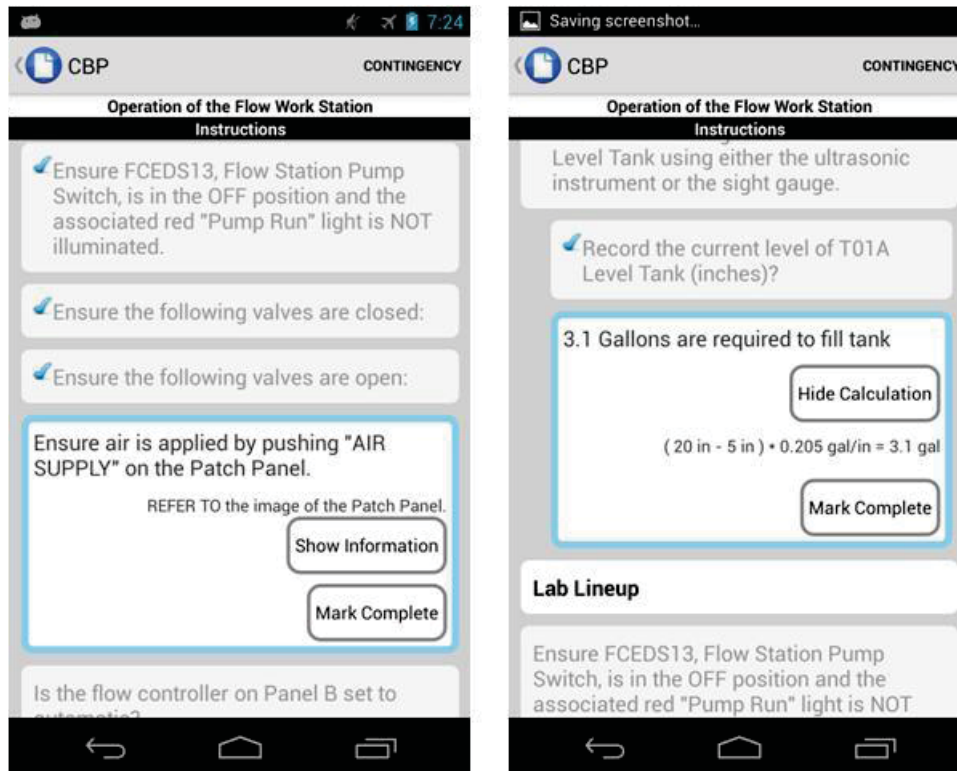 7:24
CBP
CONTINGENCY
Operation of the Flow Work Station
Instructions
Ensure FCEDS13, Flow Station Pump
Switch, is in the OFF position and the
associated red "Pump Run" light is NOT
illuminated.
Ensure the following valves are closed:
Ensure the following valves are open:
Ensure air is applied by pushing "AIR
SUPPLY" on the Patch Panel.
REFER TO the image of the Patch Panel.
Show Information
Mark Complete
Is the flow controller on Panel B set to
automatic?
Saving screenshot...
CBP
CONTINGENCY
Operation of the Flow Work Station
Instructions
Level Tank using either the ultrasonic
instrument or the sight gauge.
Record the current level of T01A
Level Tank (inches)?
3.1 Gallons are required to fill tank
Hide Calculation
( 20 in - 5 in ) • 0.205 gal/in = 3.1 gal
Mark Complete
Lab Lineup
Ensure FCEDS13, Flow Station Pump
Switch, is in the OFF position and the
associated red "Pump Run" light is NOT